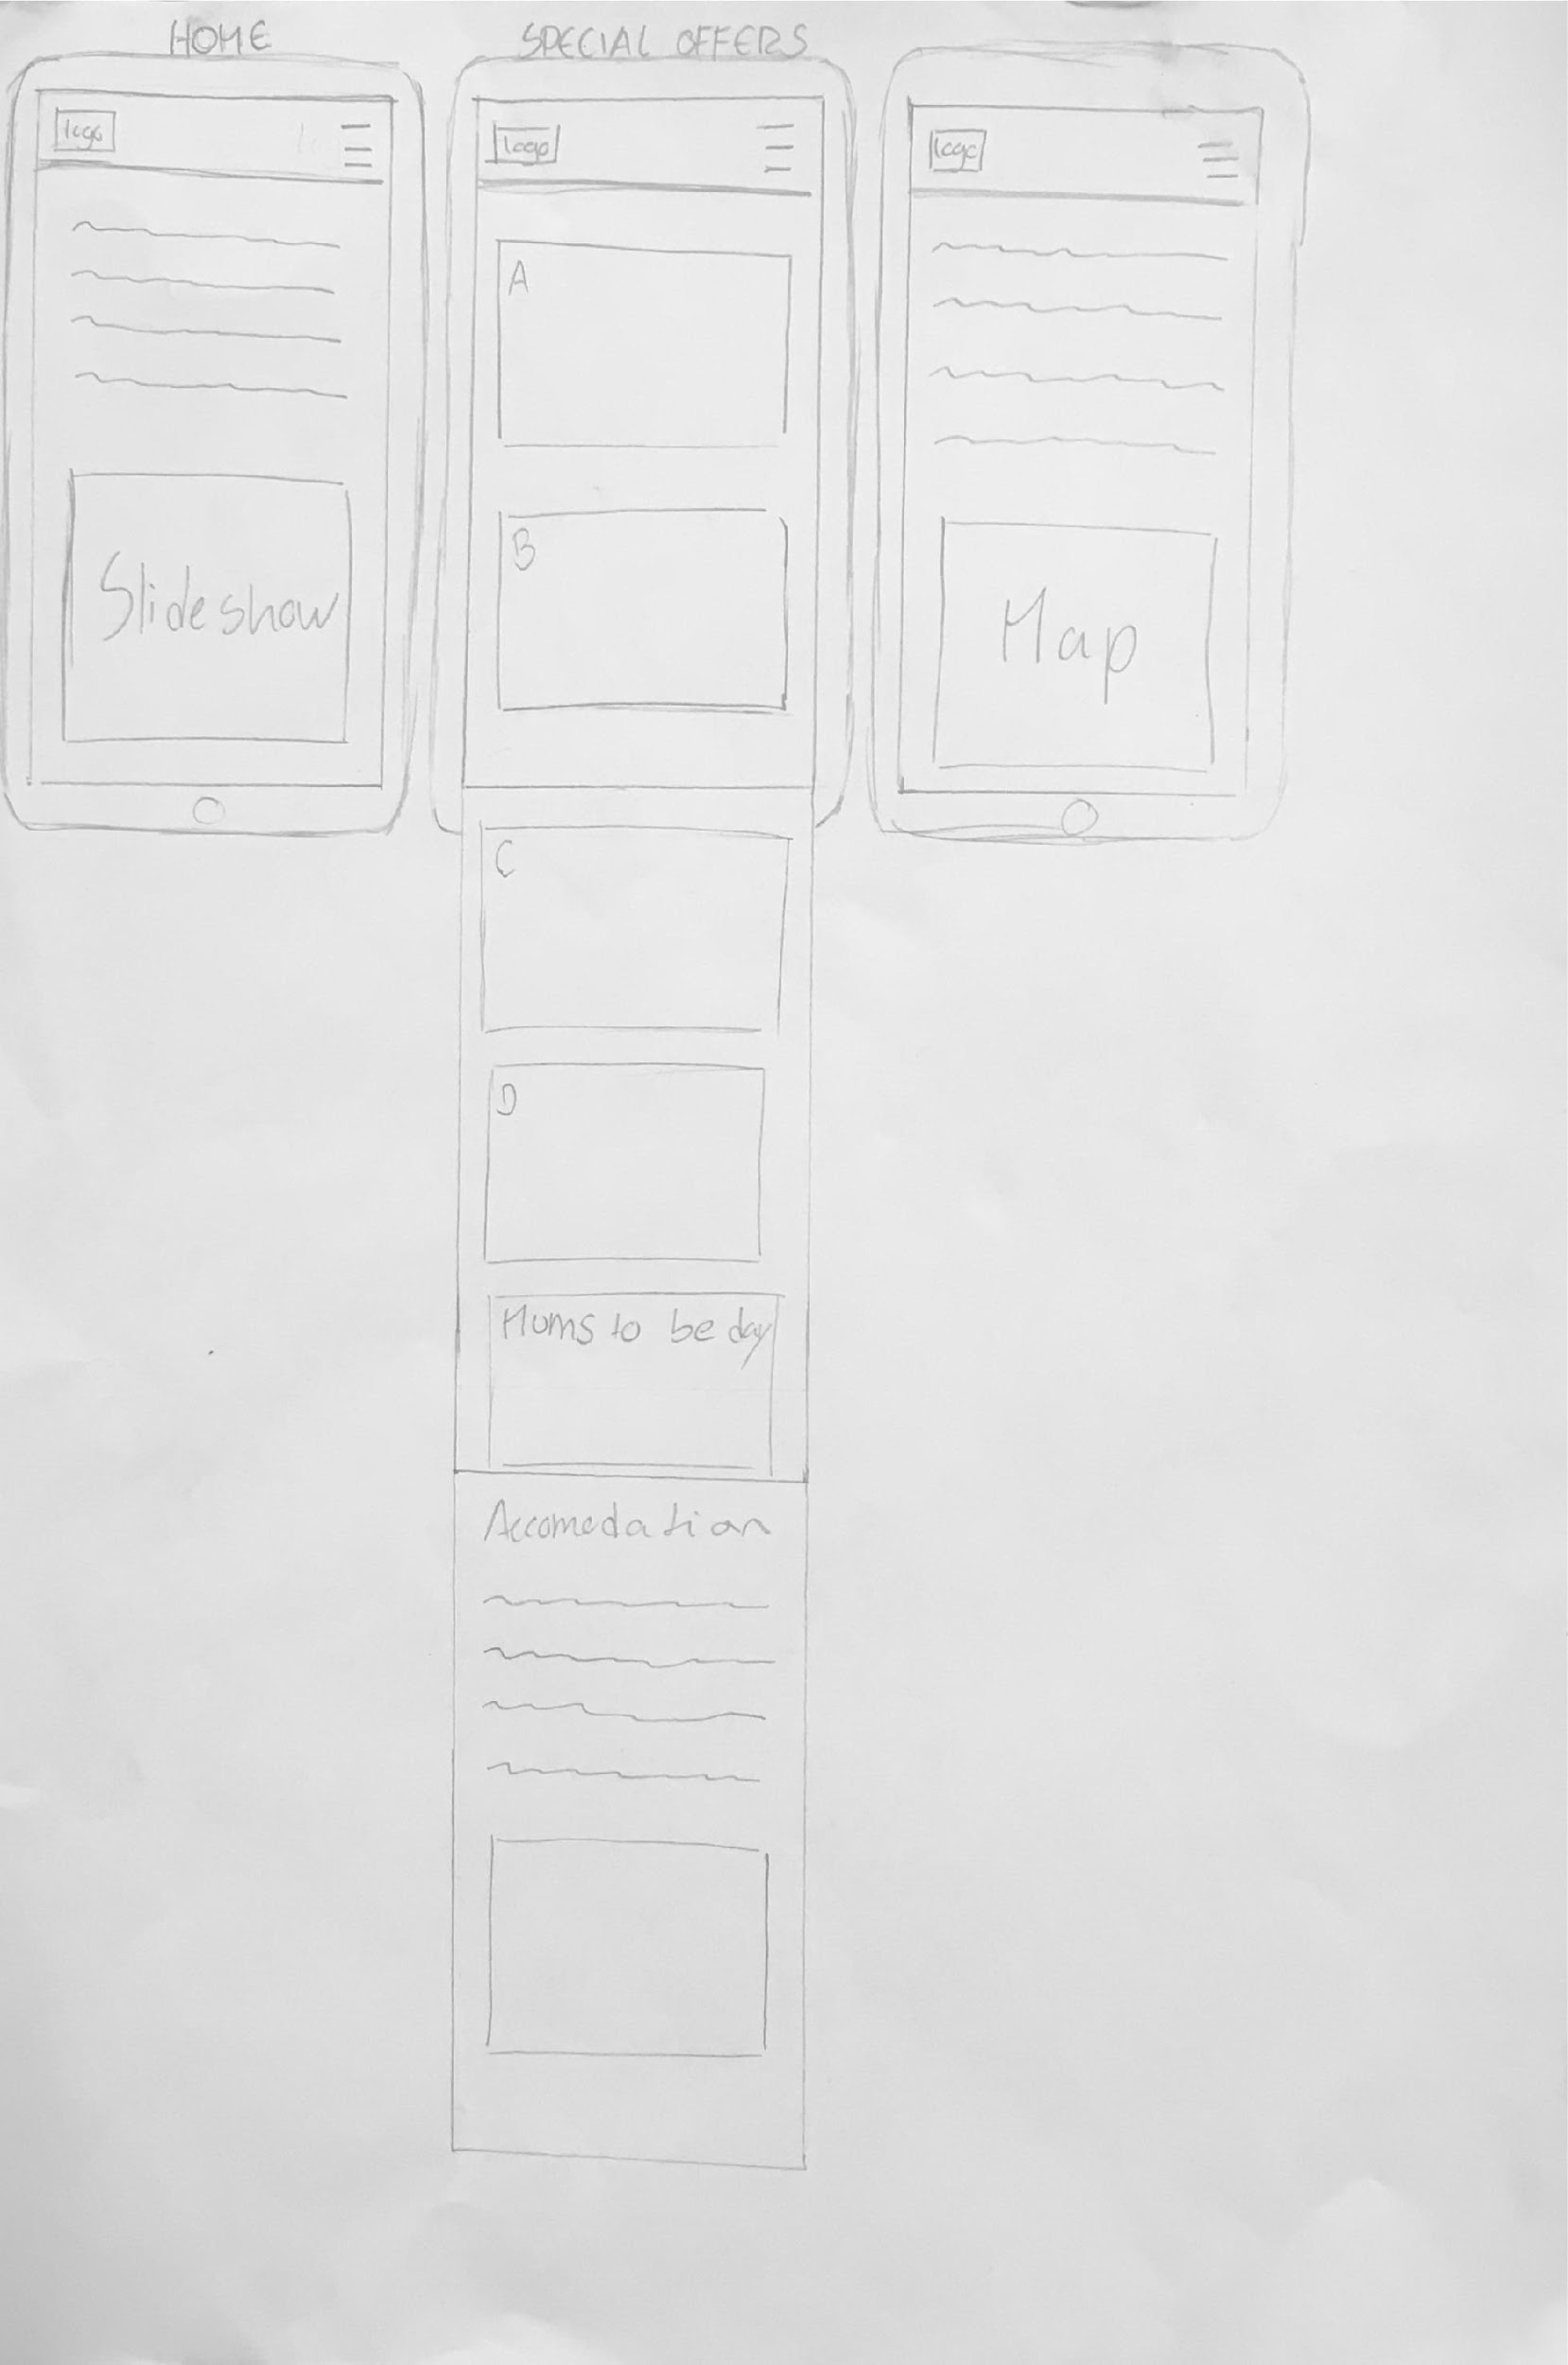 HOME
logo
Slideshow
SPECIAL OFFERS
logo
A
B
C
D
Mums to be day
Accomodation
logo
Map